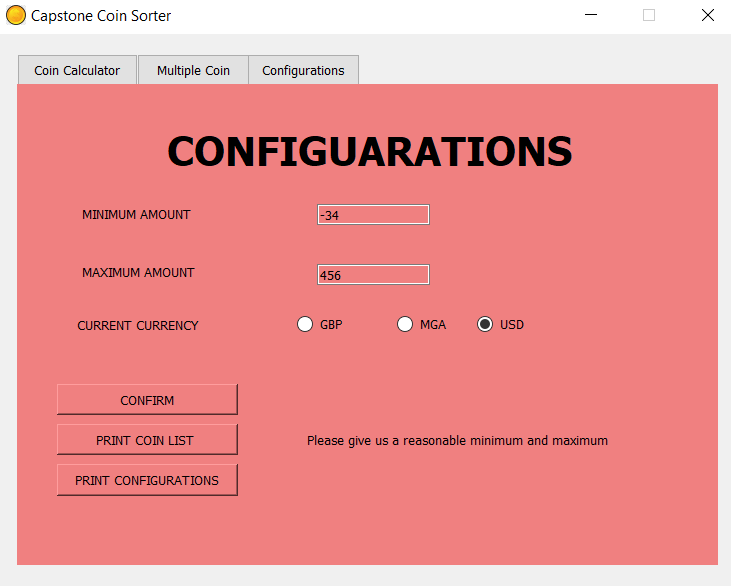 Capstone Coin Sorter
Coin Calculator Multiple Coin Configurations
CONFIGUARATIONS
MINIMUM AMOUNT -34
MAXIMUM AMOUNT 456
CURRENT CURRENCY GBP MGA USD
CONFIRM
PRINT COIN LIST Please give us a reasonable minimum and maximum
PRINT CONFIGURATIONS